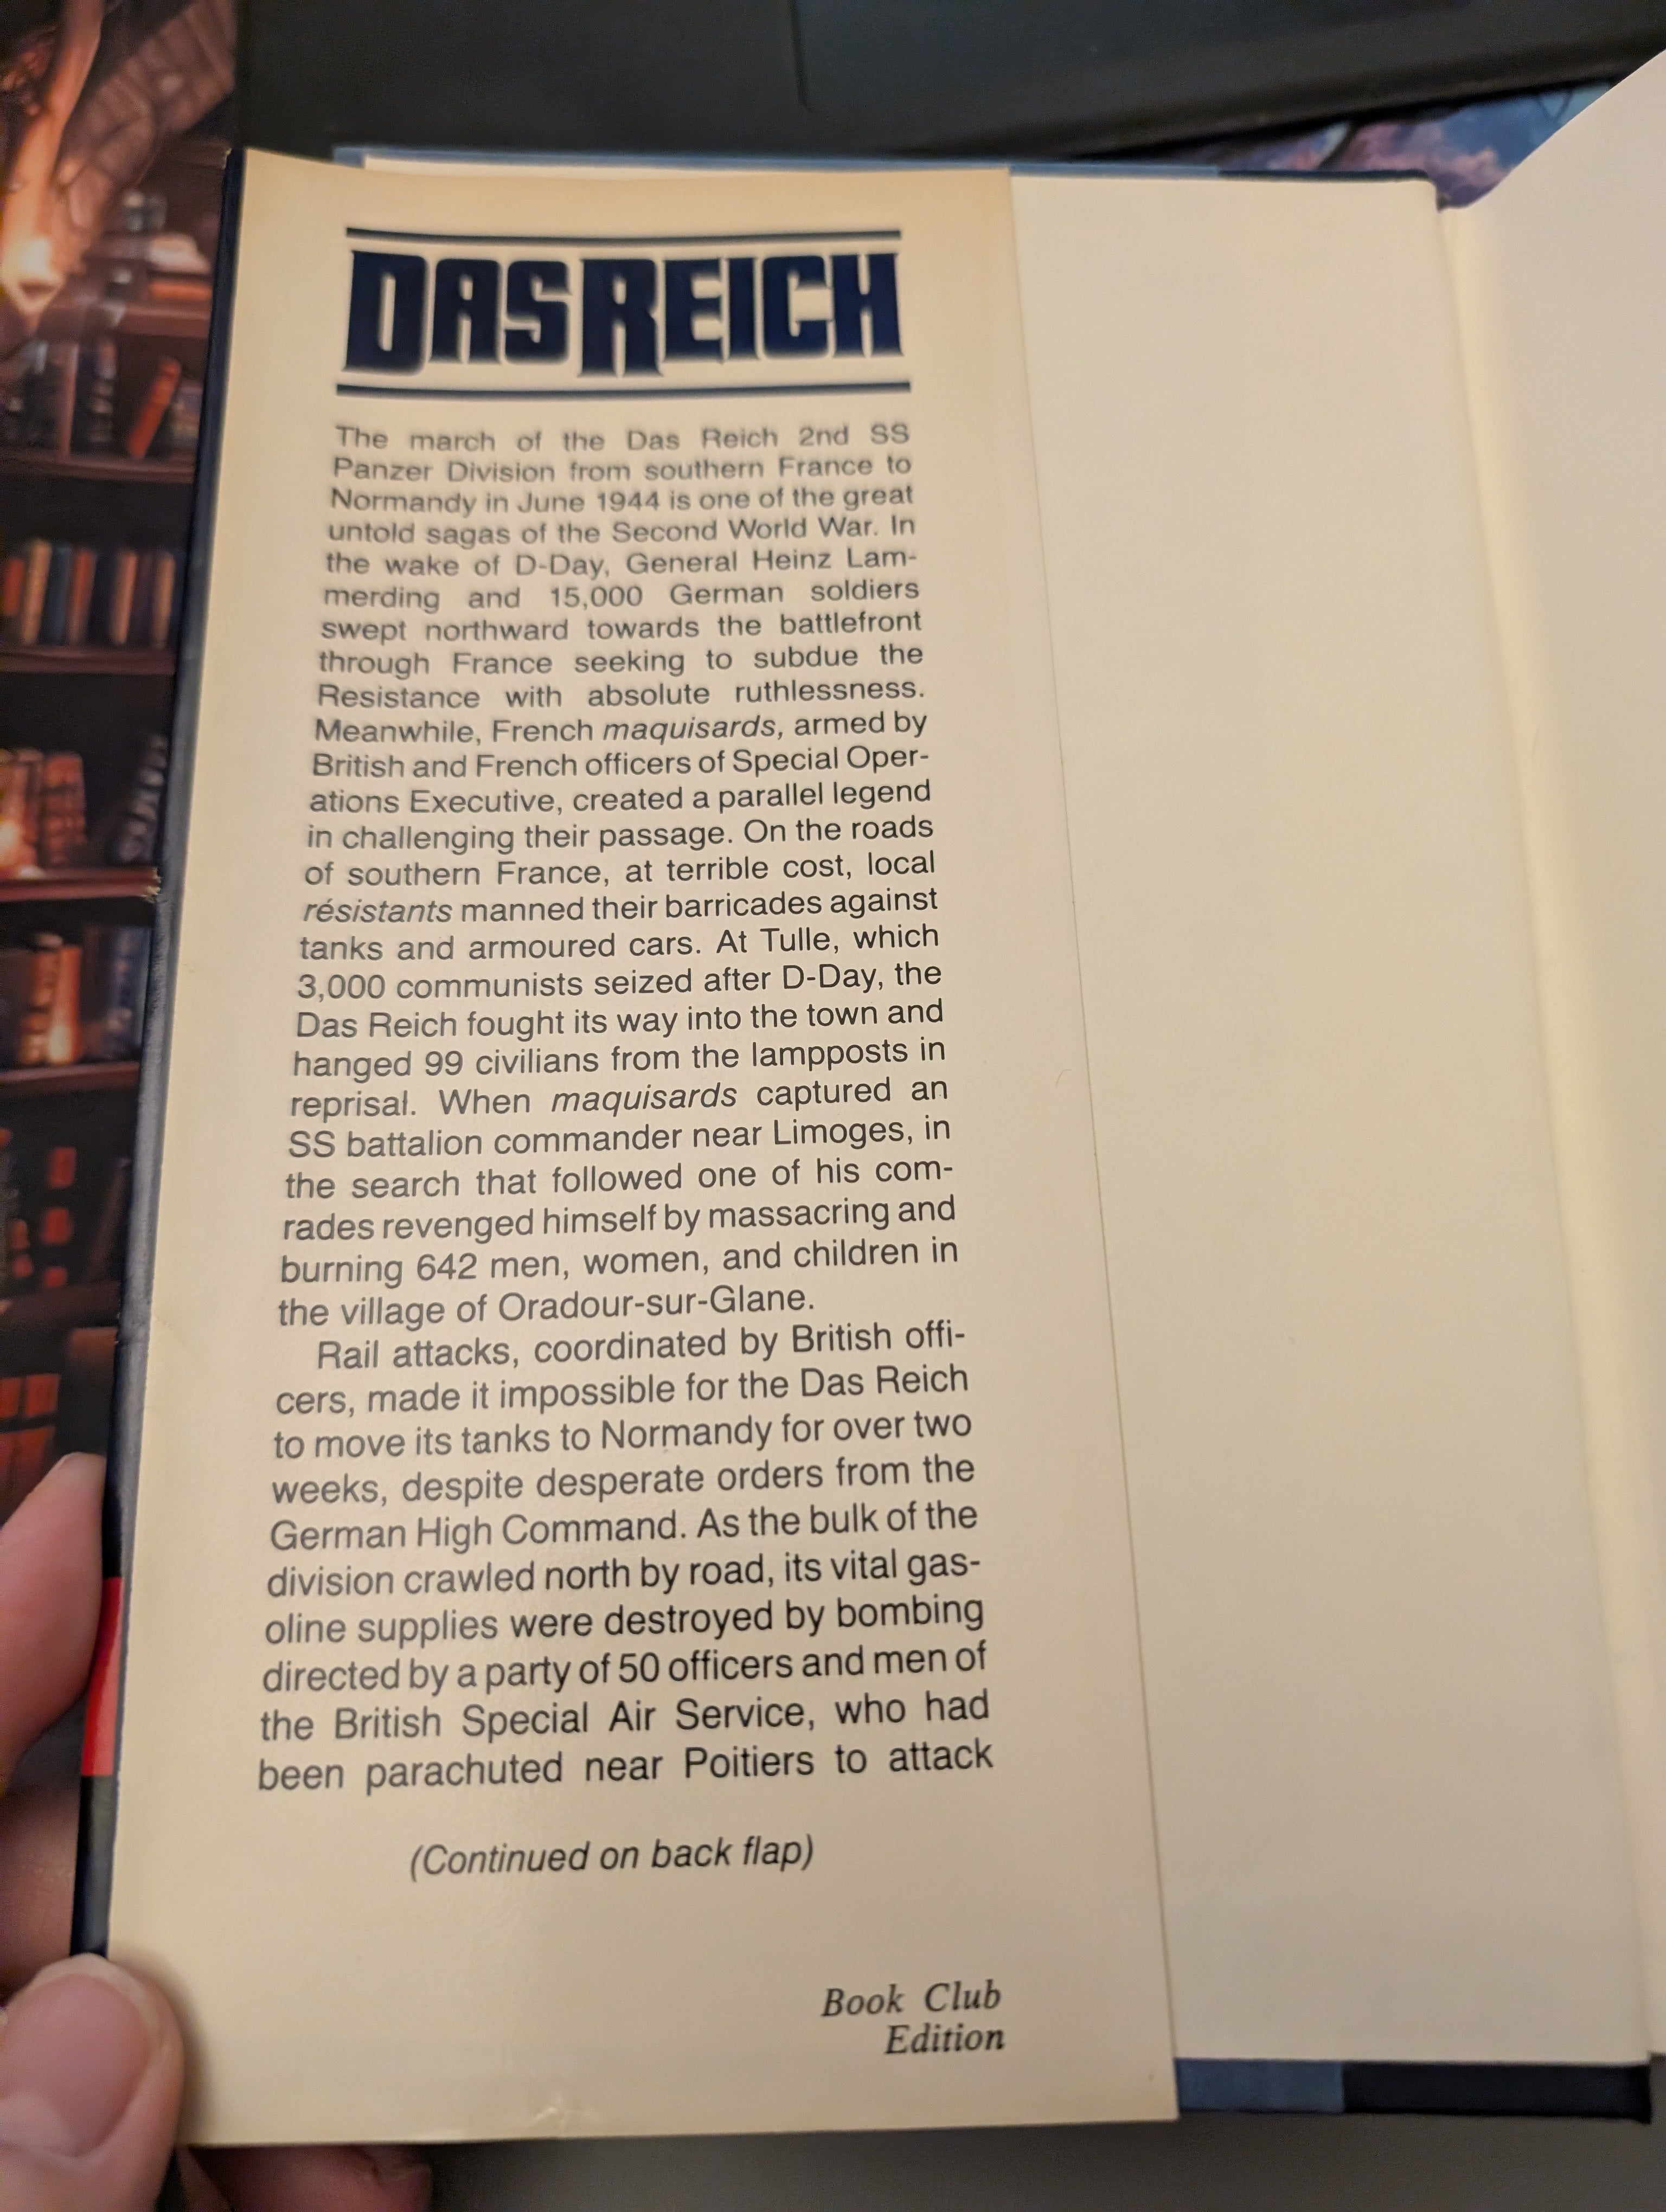 DAS REICH
The march of the Das Reich 2nd SS
Panzer Division from southern France to
Normandy in June 1944 is one of the great
untold sagas of the Second World War. In
the wake of D-Day, General Heinz Lam-
merding and 15,000 German soldiers
swept northward towards the battlefront
through France seeking to subdue the
Resistance with absolute ruthlessness.
Meanwhile, French maquisards, armed by
British and French officers of Special Oper-
ations Executive, created a parallel legend
in challenging their passage. On the roads
of southern France, at terrible cost, local
résistants manned their barricades against
tanks and armoured cars. At Tulle, which
3,000 communists seized after D-Day, the
Das Reich fought its way into the town and
hanged 99 civilians from the lampposts in
reprisal. When maquisards captured an
SS battalion commander near Limoges, in
the search that followed one of his com-
rades revenged himself by massacring and
burning 642 men, women, and children in
the village of Oradour-sur-Glane.
Rail attacks, coordinated by British offi-
cers, made it impossible for the Das Reich
to move its tanks to Normandy for over two
weeks, despite desperate orders from the
German High Command. As the bulk of the
division crawled north by road, its vital gas-
oline supplies were destroyed by bombing
directed by a party of 50 officers and men of
the British Special Air Service, who had
been parachuted near Poitiers to attack
(Continued on back flap)
Book Club
Edition